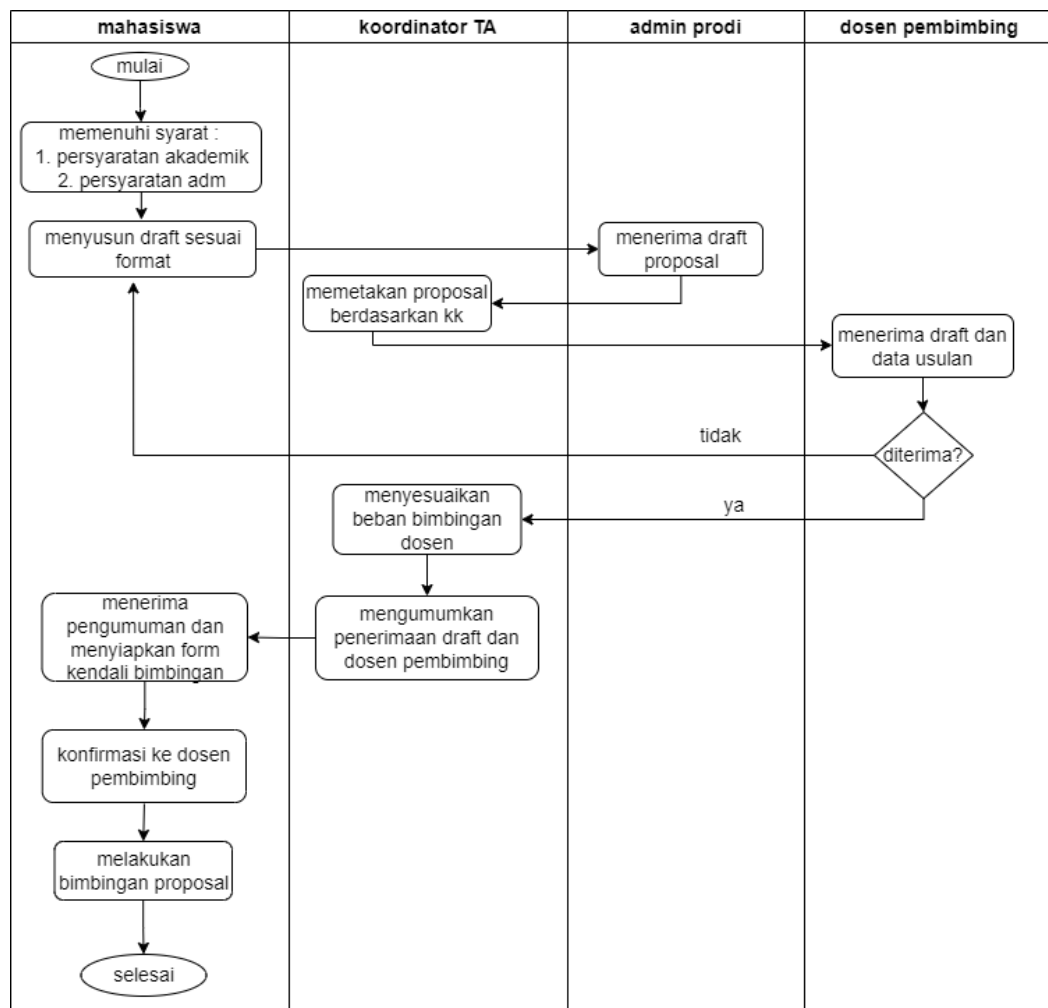 mahasiswa
koordinator TA
admin prodi
dosen pembimbing
mulai
memenuhi syarat :
1. persyaratan akademik
2. persyaratan adm
menyusun draft sesuai
format
menerima draft
proposal
memetakan proposal
berdasarkan kk
menerima draft dan
data usulan
diterima?
tidak
ya
menyesuaikan
beban bimbingan
dosen
mengumumkan
penerimaan draft dan
dosen pembimbing
menerima
pengumuman dan
menyiapkan form
kendali bimbingan
konfirmasi ke dosen
pembimbing
melakukan
bimbingan proposal
selesai